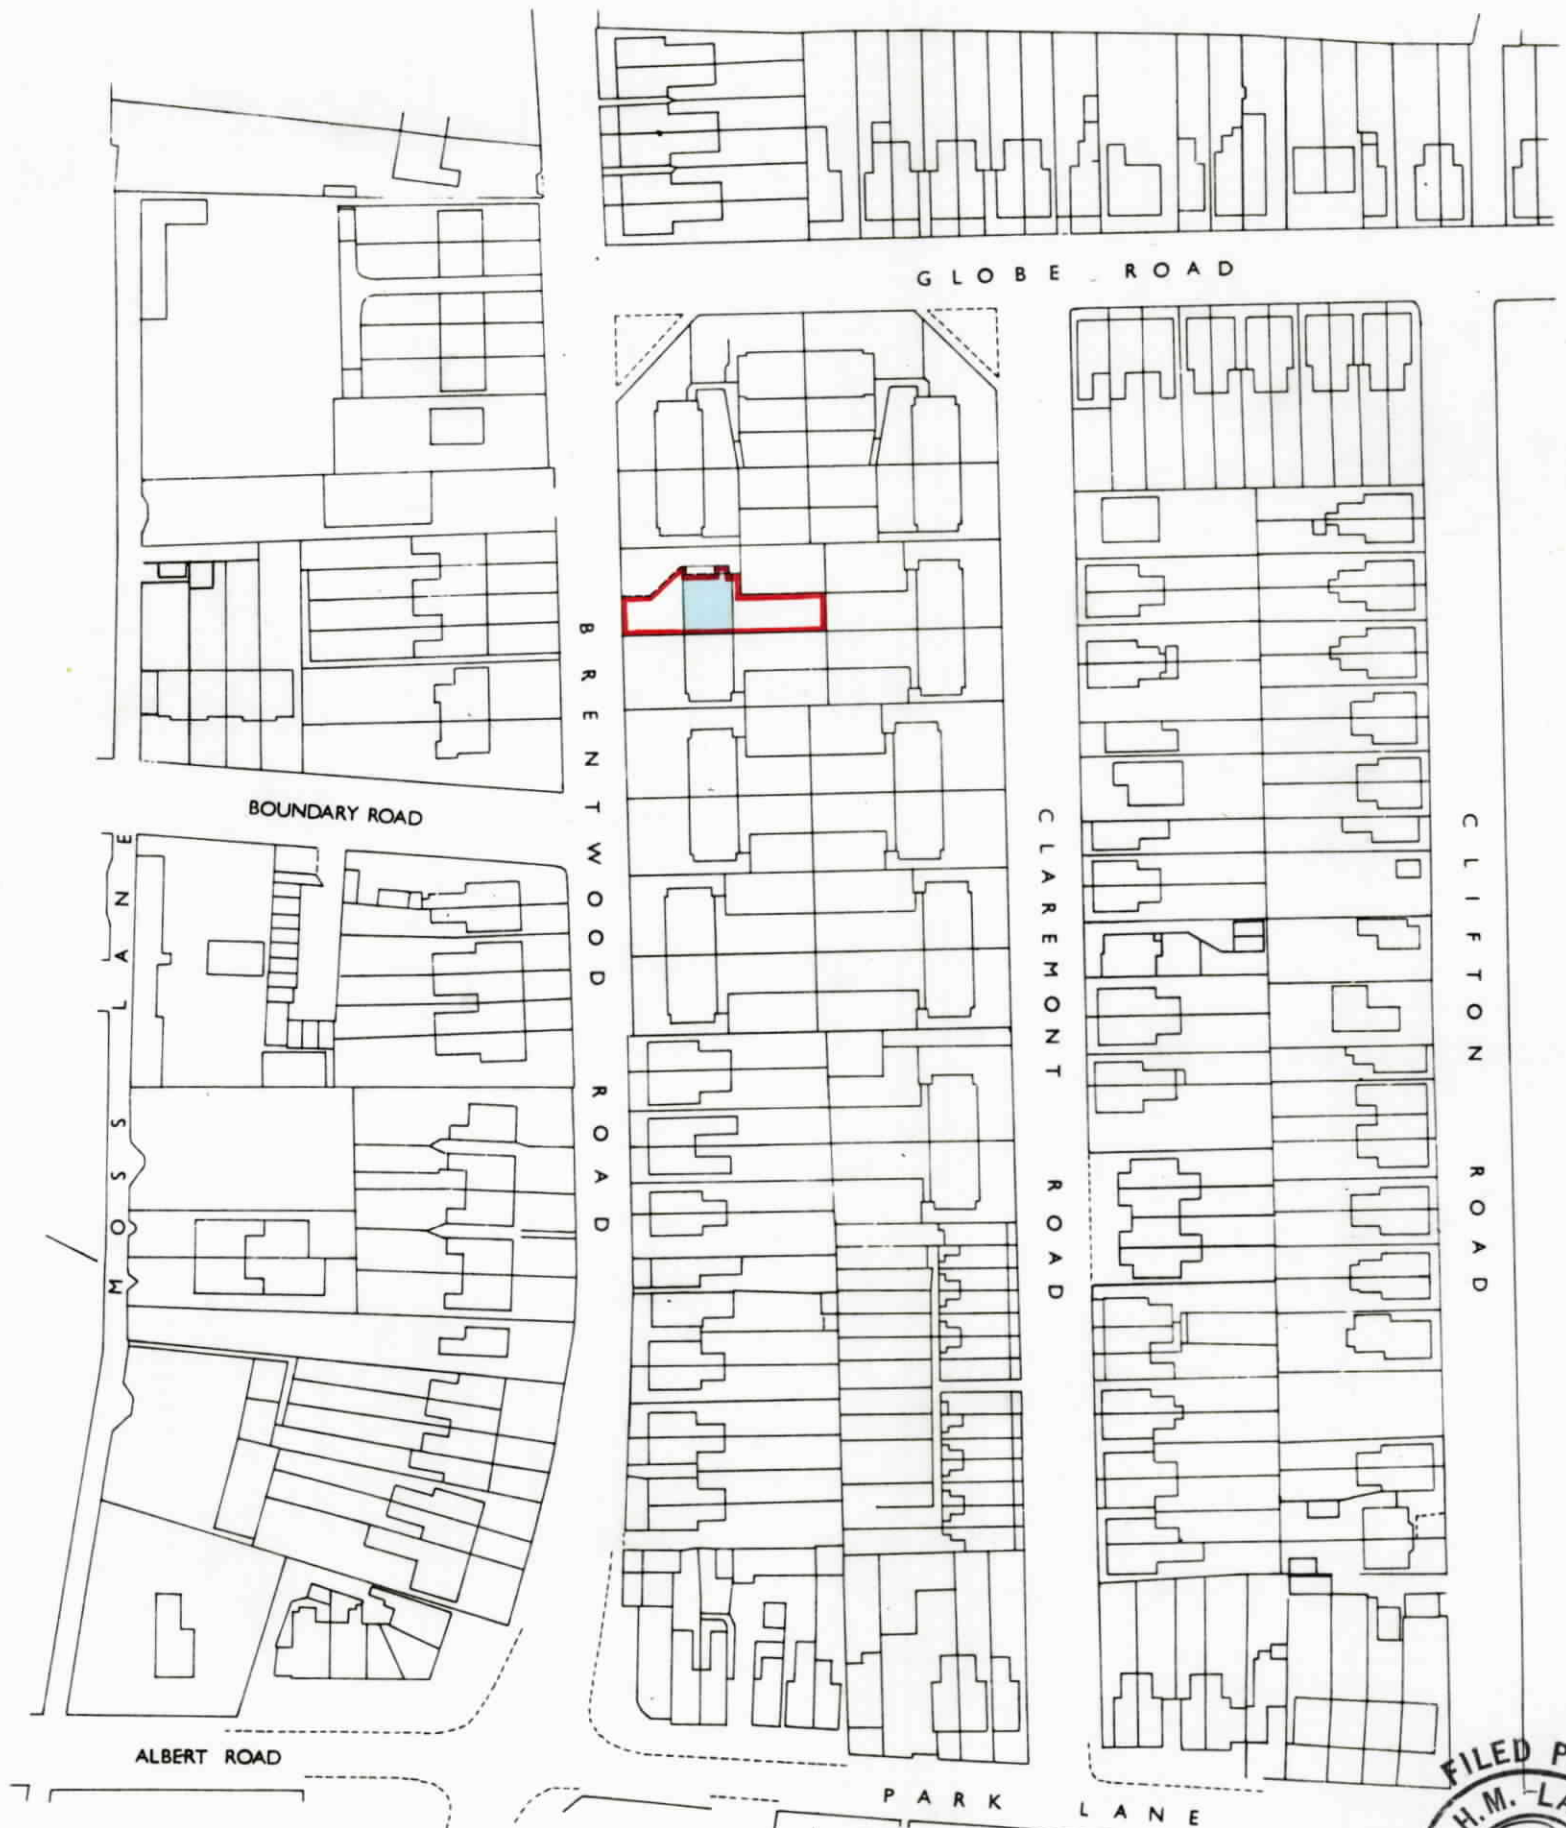 GLOBE ROAD
BRENTWOOD ROAD
BOUNDARY ROAD
MOSS LANE
CLAREMONT ROAD
CLIFTON ROAD
ALBERT ROAD
PARK LANE
FILED
H.M.